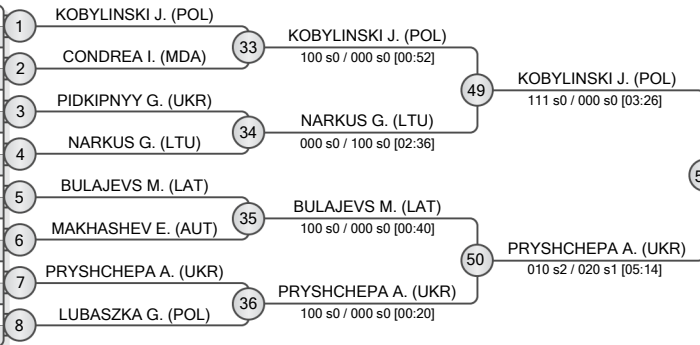 1
KOBYLINSKI J. (POL)
2
CONDREA I. (MDA)
3
PIDKIPNYY G. (UKR)
4
NARKUS G. (LTU)
5
BULAJEVS M. (LAT)
6
MAKHASHEV E. (AUT)
7
PRYSHCHEPA A. (UKR)
8
LUBASZKA G. (POL)
33
KOBYLINSKI J. (POL)
100 s0 / 000 s0 [00:52]
34
NARKUS G. (LTU)
000 s0 / 100 s0 [02:36]
35
BULAJEVS M. (LAT)
100 s0 / 000 s0 [00:40]
36
PRYSHCHEPA A. (UKR)
100 s0 / 000 s0 [00:20]
49
KOBYLINSKI J. (POL)
111 s0 / 000 s0 [03:26]
50
PRYSHCHEPA A. (UKR)
010 s2 / 020 s1 [05:14]